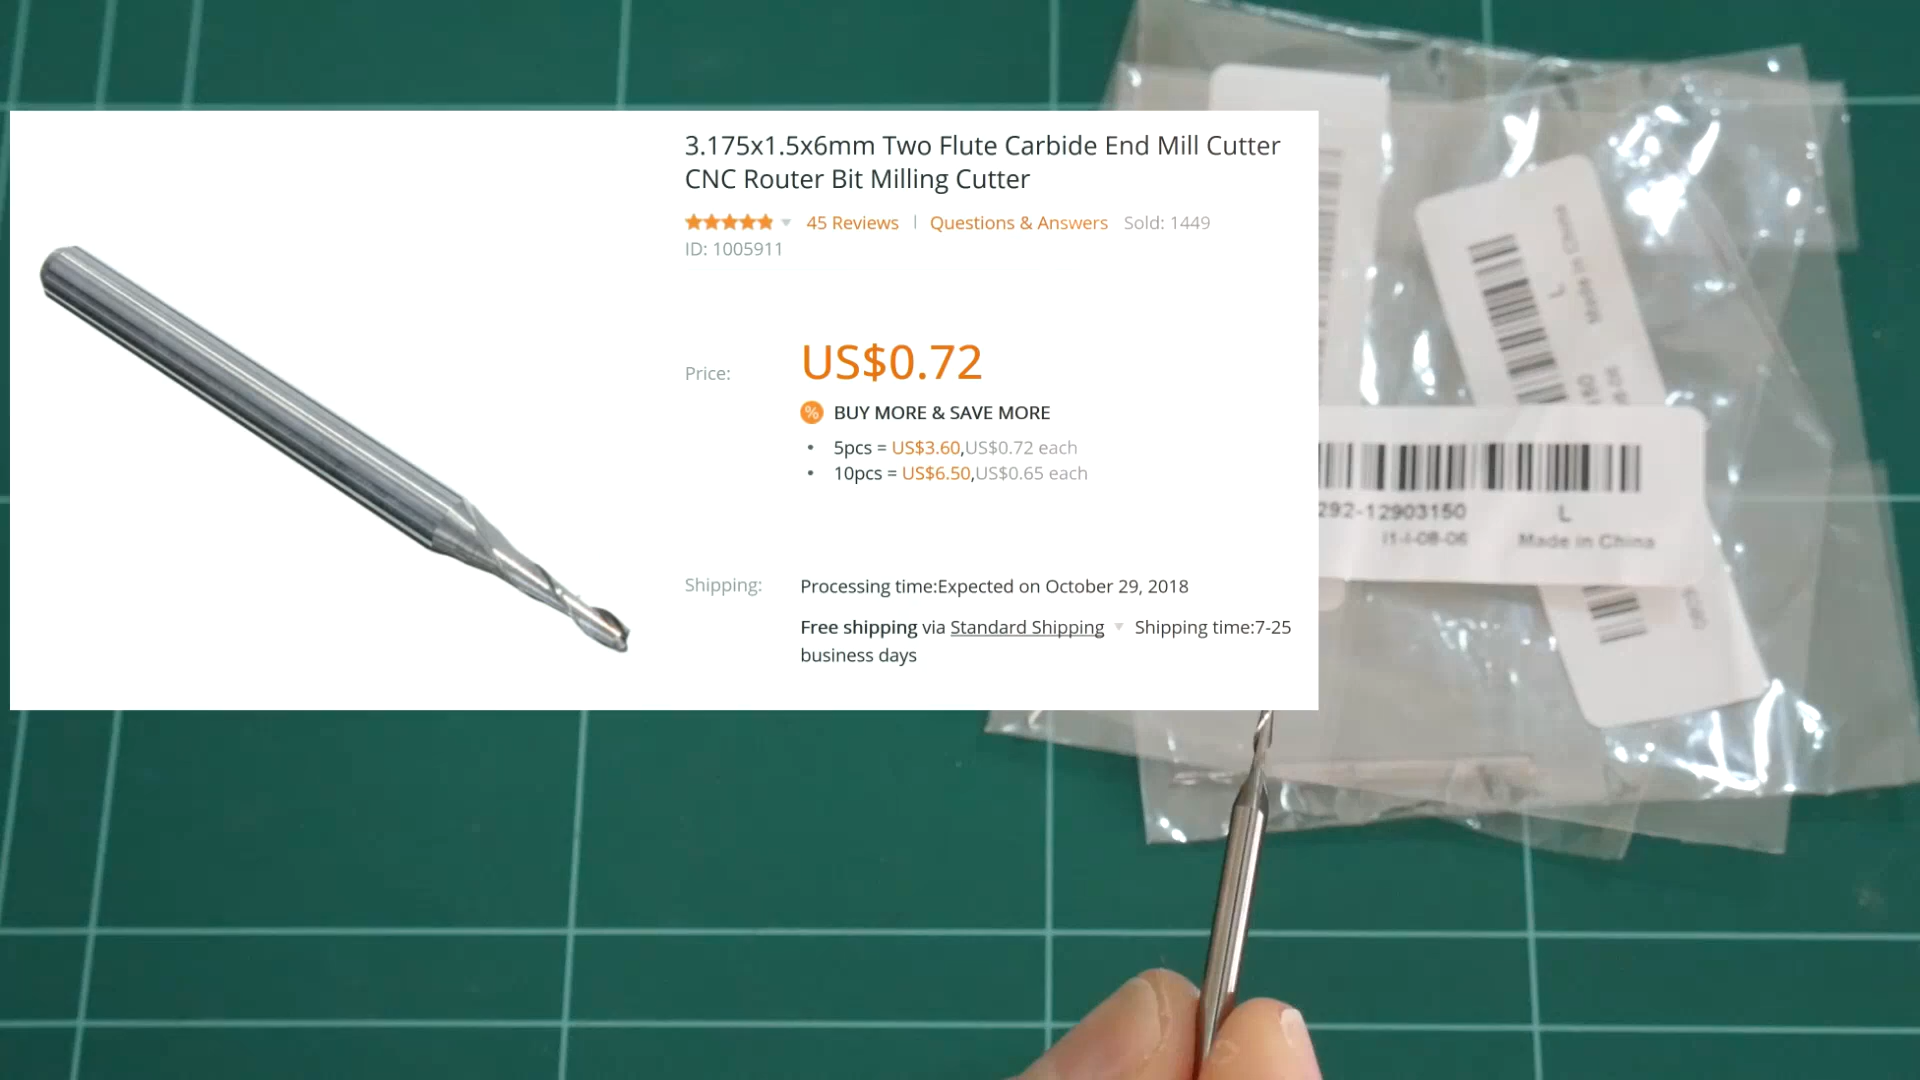 3.175x1.5x6mm Two Flute Carbide End Mill Cutter
CNC Router Bit Milling Cutter
45 Reviews | Questions & Answers Sold: 1449
ID: 1005911
Price: US$0.72
% BUY MORE & SAVE MORE
• 5pcs = US$3.60,US$0.72 each
• 10pcs = US$6.50,US$0.65 each
Shipping: Processing time:Expected on October 29, 2018
Free shipping via Standard Shipping Shipping time:7-25
business days
L
Made in China
292-12903150 L
Made in China